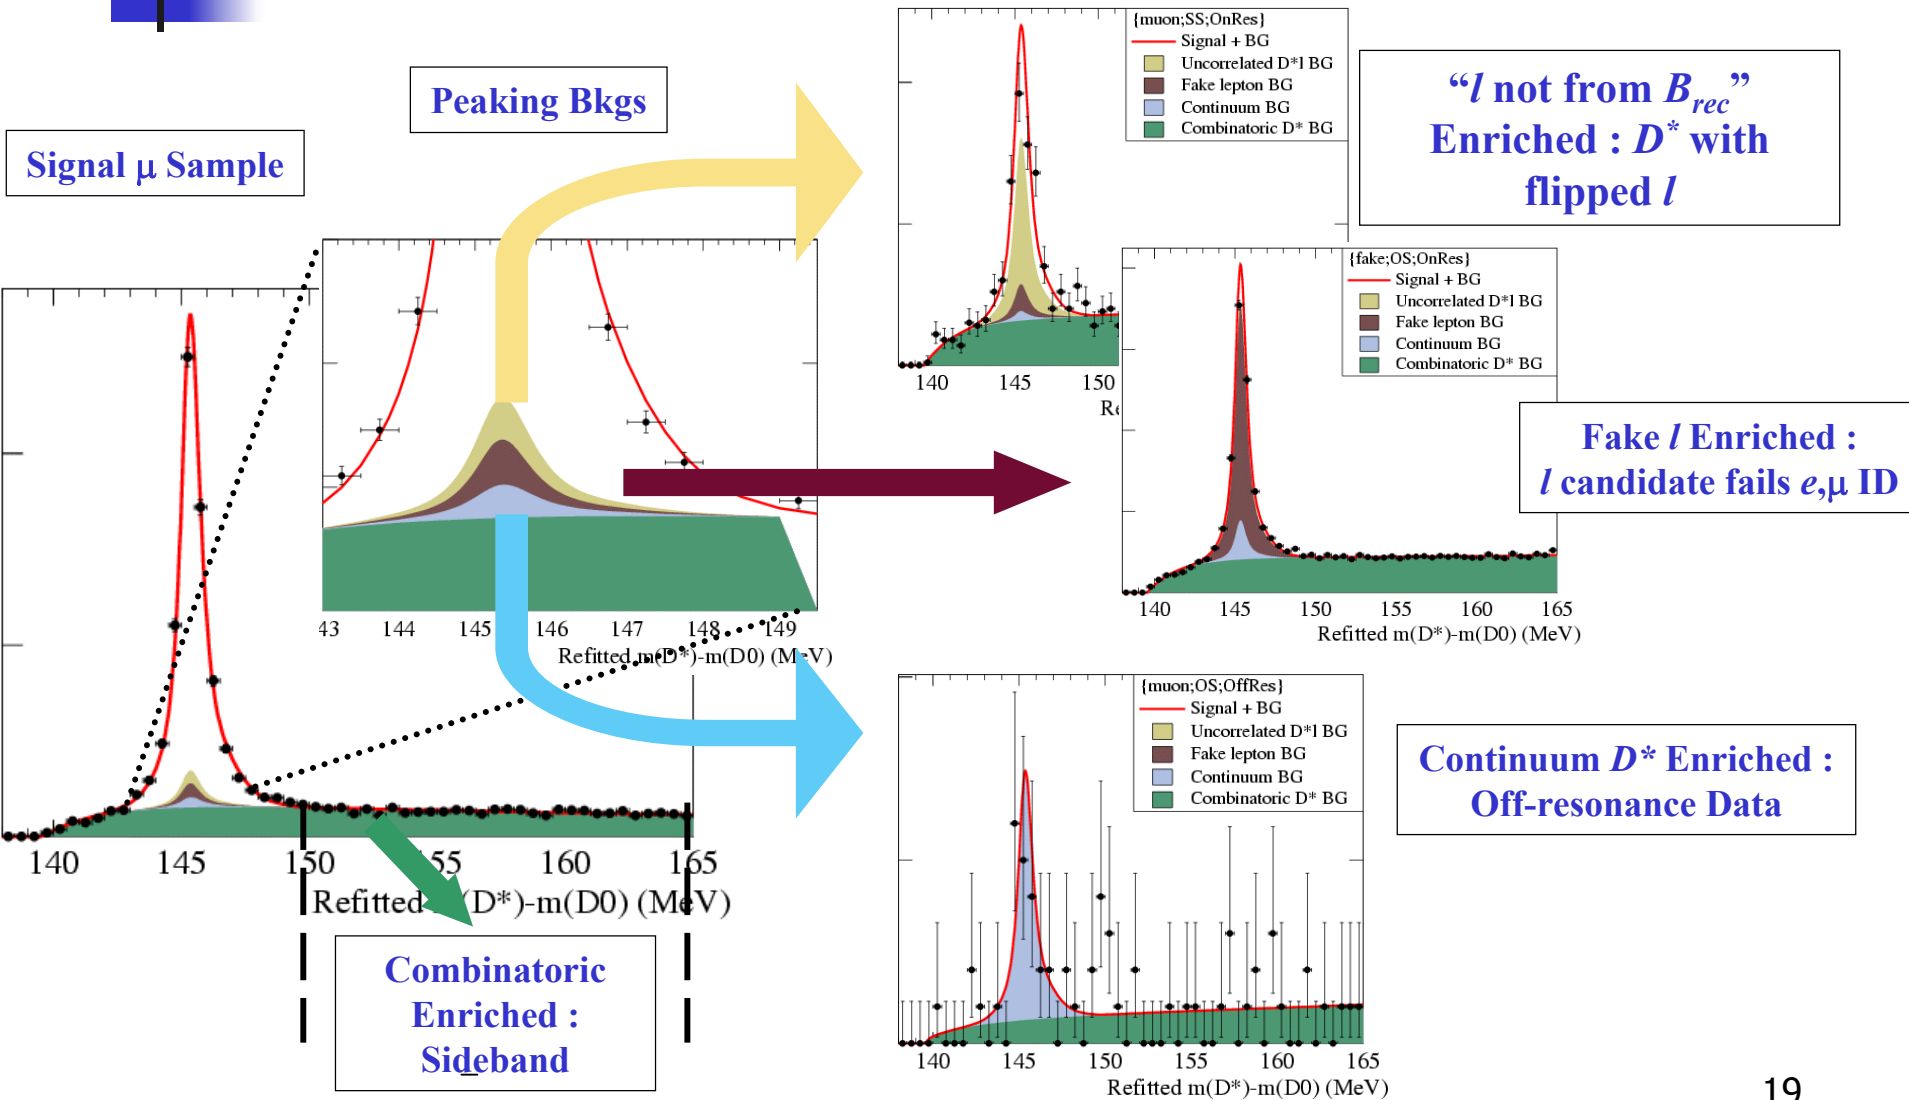 Peaking Bkgs
Signal μ Sample
{muon;SS;OnRes}
Signal + BG
Uncorrelated D*l BG
Fake lepton BG
Continuum BG
Combinatoric D* BG
140 145 150
“l not from B_rec”
Enriched : D* with
flipped l
{fake;OS;OnRes}
Signal + BG
Uncorrelated D*l BG
Fake lepton BG
Continuum BG
Combinatoric D* BG
140 145 150 155 160 165
Refitted m(D*)-m(D0) (MeV)
Fake l Enriched :
l candidate fails e,μ ID
43 144 145 146 147 148 149
Refitted m(D*)-m(D0) (MeV)
140 145 150 55 160 165
Refitted (D*)-m(D0) (MeV)
Combinatoric
Enriched :
Sideband
{muon;OS;OffRes}
Signal + BG
Uncorrelated D*l BG
Fake lepton BG
Continuum BG
Combinatoric D* BG
140 145 150 155 160 165
Refitted m(D*)-m(D0) (MeV)
Continuum D* Enriched :
Off-resonance Data
19